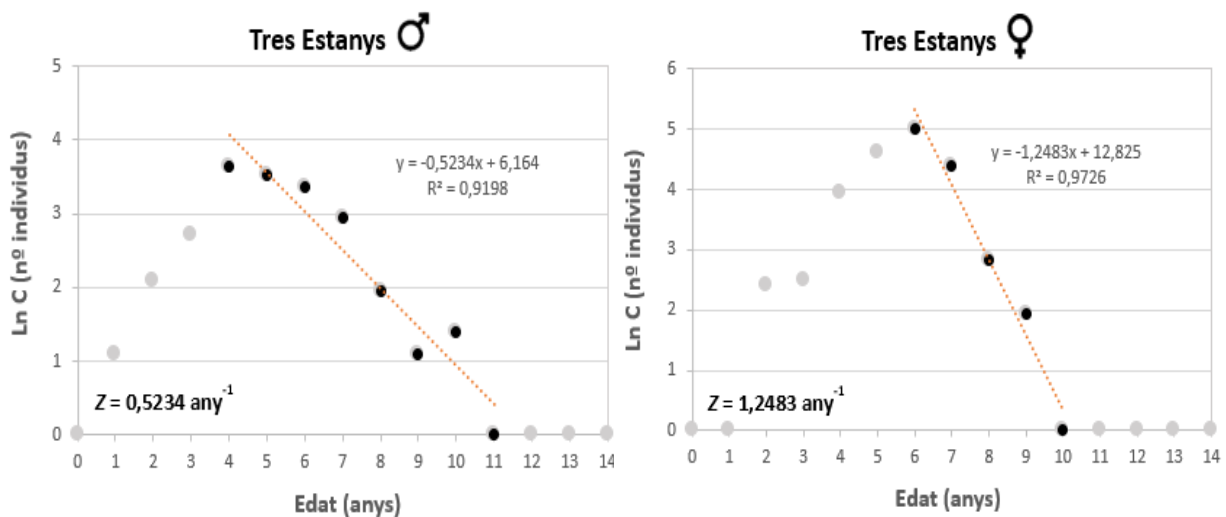 Tres Estanys ♂
5
4
3
2
1
0
Ln C (nº individus)
y = -0,5234x + 6,164
R² = 0,9198
Z = 0,5234 any⁻¹
0 1 2 3 4 5 6 7 8 9 10 11 12 13 14
Edat (anys)
Tres Estanys ♀
6
5
4
3
2
1
0
Ln C (nº individus)
y = -1,2483x + 12,825
R² = 0,9726
Z = 1,2483 any⁻¹
0 1 2 3 4 5 6 7 8 9 10 11 12 13 14
Edat (anys)